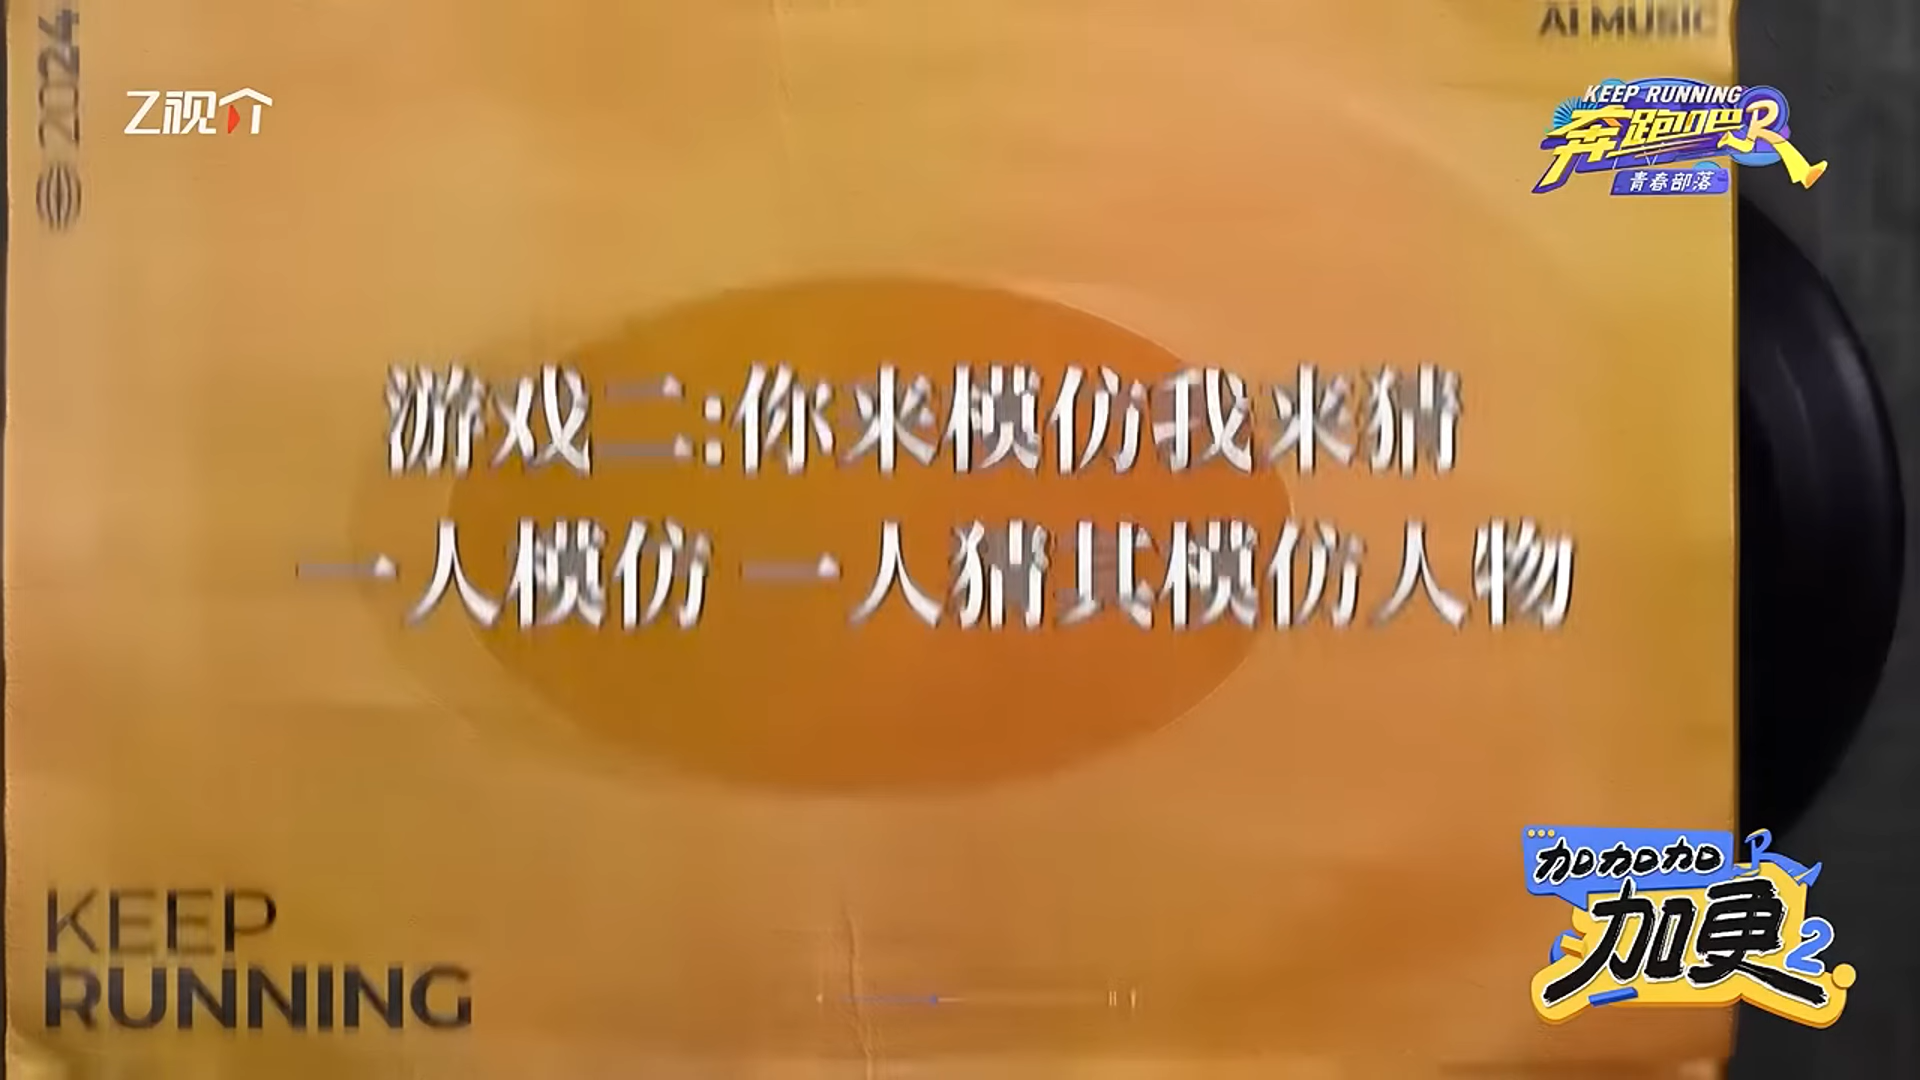 2024
AI MUSIC
Z视介
KEEP RUNNING
奔跑吧R
青春部落
游戏二:你来模仿我来猜
一人模仿 一人猜其模仿人物
KEEP
RUNNING
加加加
加更2